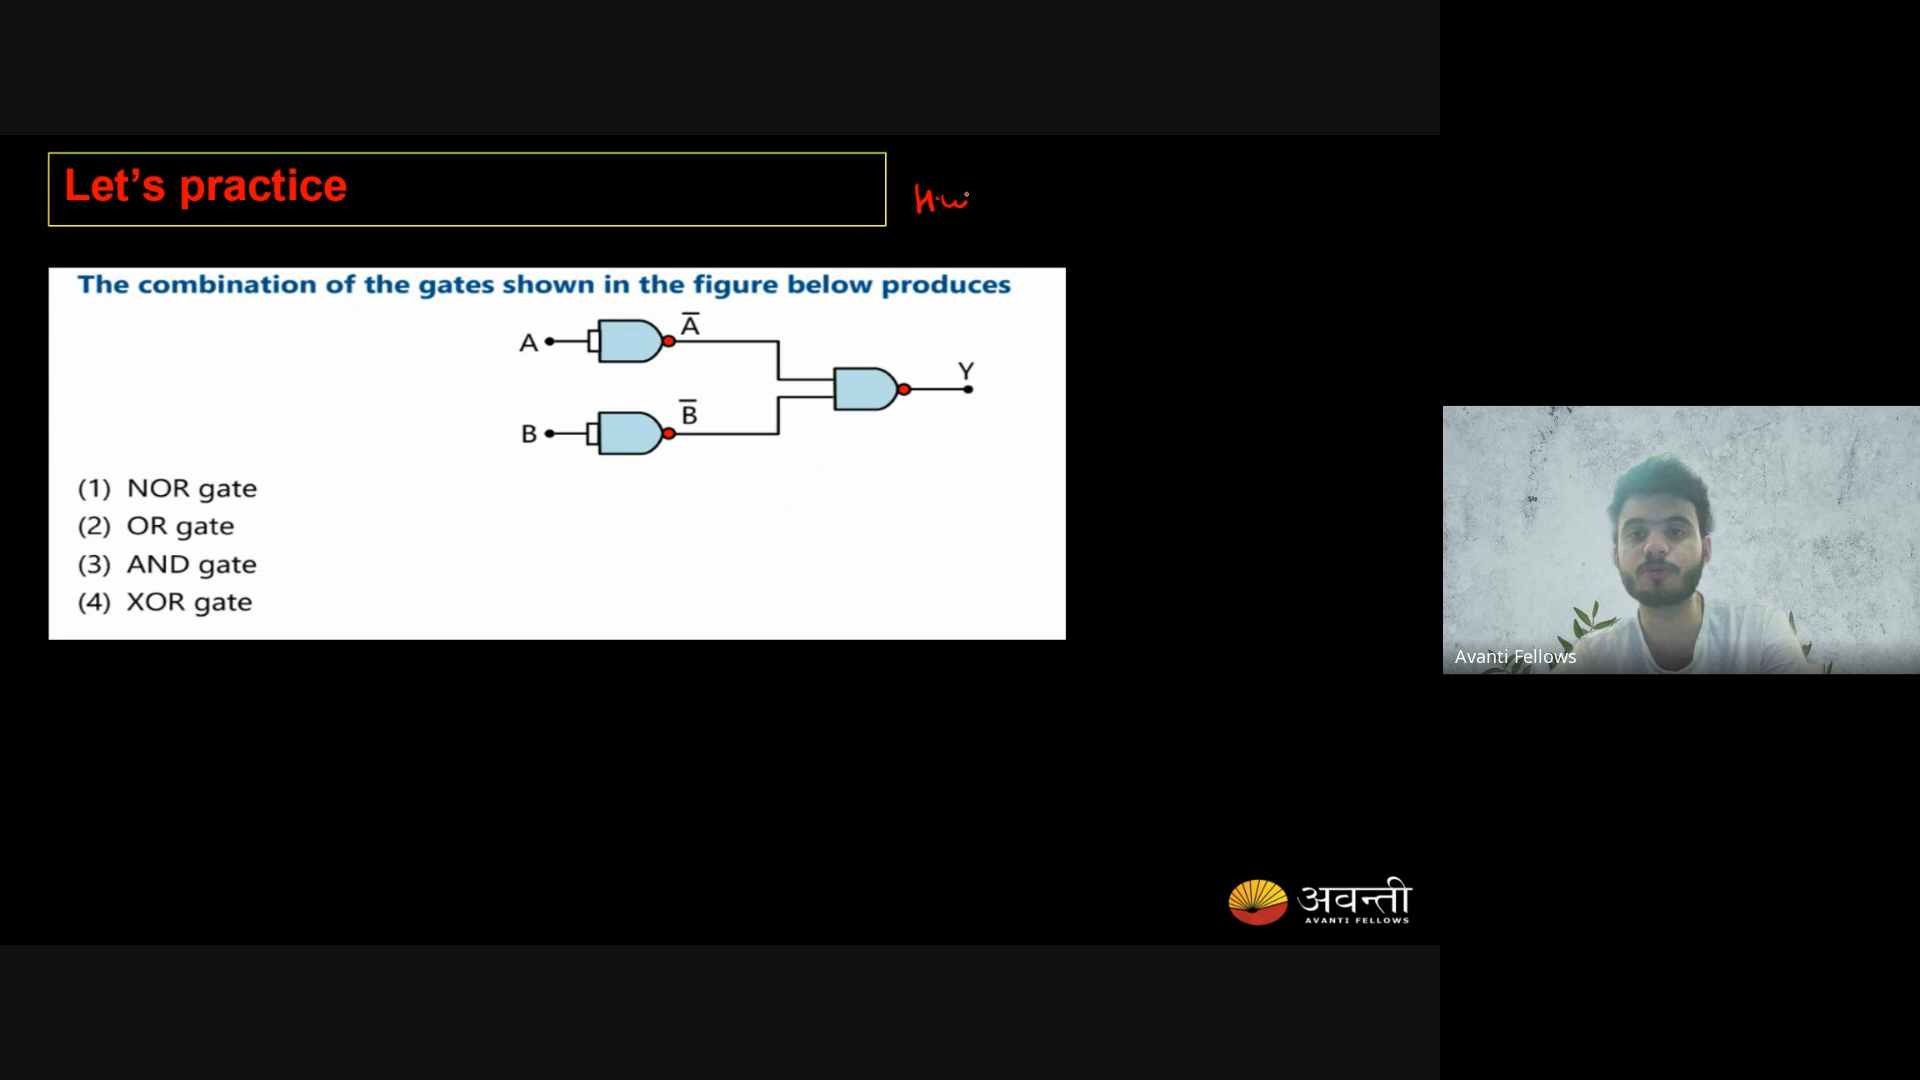 Let's practice
H.w
The combination of the gates shown in the figure below produces
A
A̅
B
B̅
Y
(1) NOR gate
(2) OR gate
(3) AND gate
(4) XOR gate
Avanti Fellows
अवन्ती
AVANTI FELLOWS